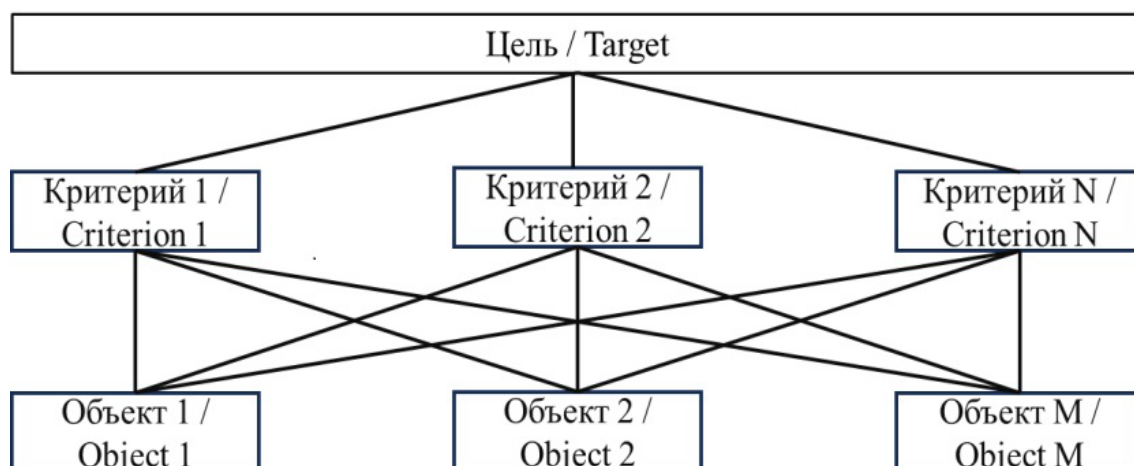 Цель / Target
Критерий 1 /
Criterion 1
Критерий 2 /
Criterion 2
Критерий N /
Criterion N
Объект 1 /
Object 1
Объект 2 /
Object 2
Объект M /
Object M